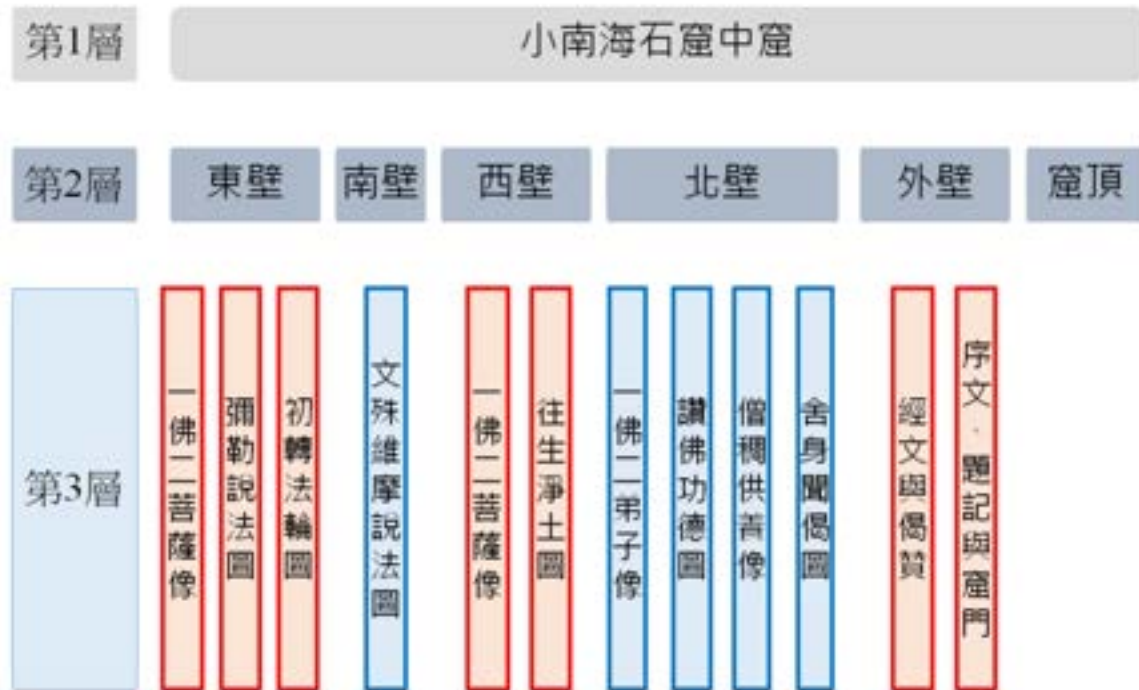 第1層
小南海石窟中窟
第2層
東壁
南壁
西壁
北壁
外壁
窟頂
第3層
一佛二菩薩像
彌勒說法圖
初轉法輪圖
文殊維摩說法圖
一佛二菩薩像
往生淨土圖
一佛二弟子像
讚佛功德圖
僧稠供養像
舍身聞偈圖
經文與偈贊
序文．題記與窟門